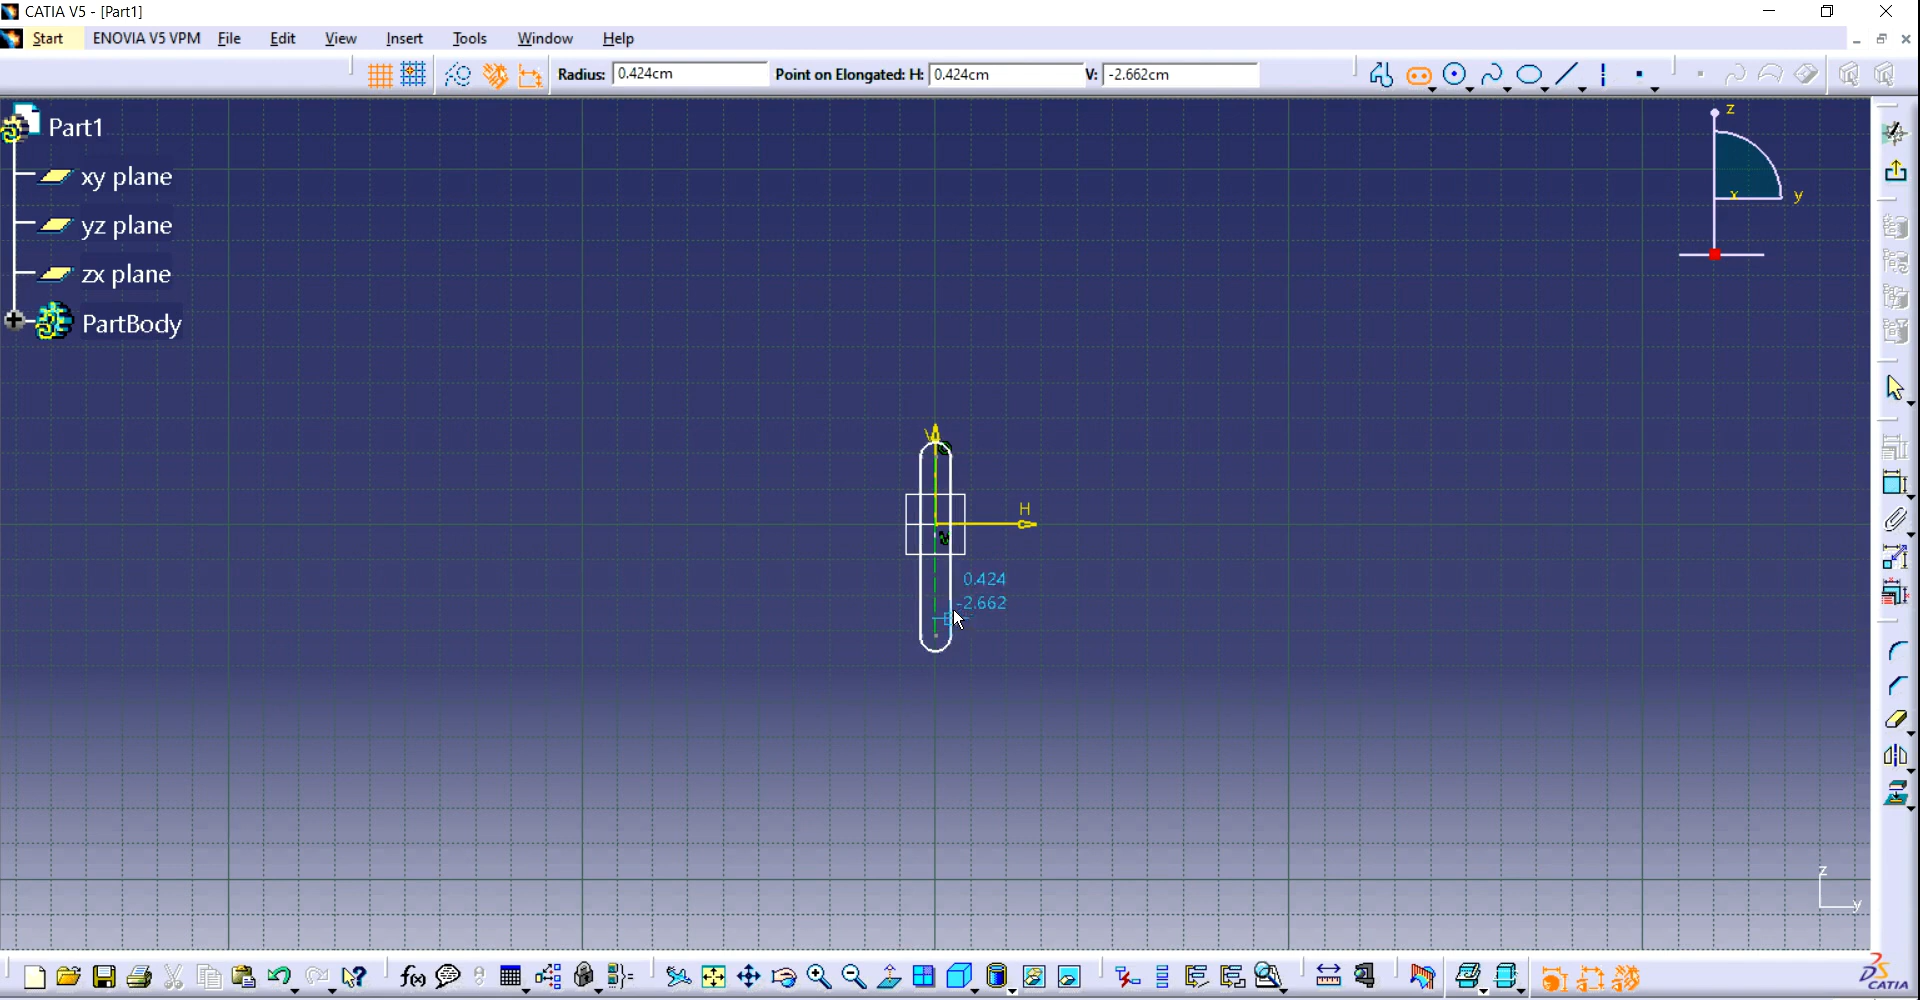 CATIA V5 - [Part1]
Start ENOVIA V5 VPM File Edit View Insert Tools Window Help
Radius: 0.424cm Point on Elongated: H: 0.424cm V: -2.662cm
Part1
xy plane
yz plane
zx plane
PartBody
z
x
y
V
H
0.424
-2.662
z
y
f(x)
CATIA